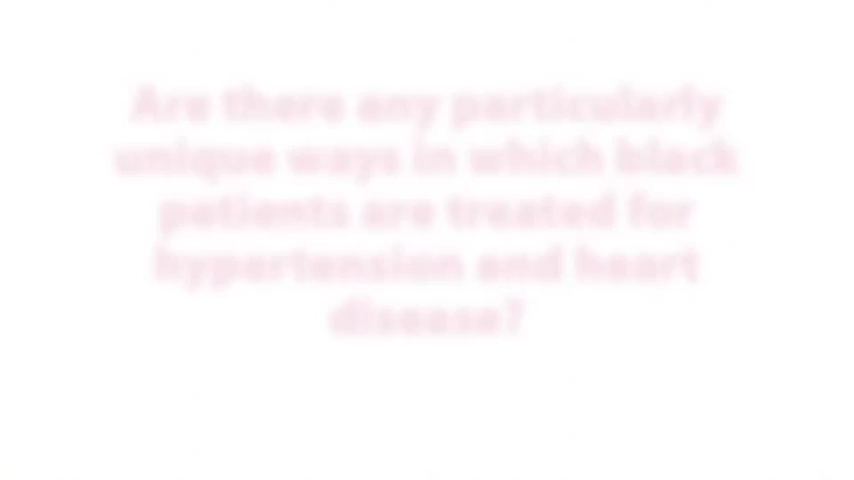 Are there any particularly
unique ways in which black
patients are treated for
hypertension and heart
disease?